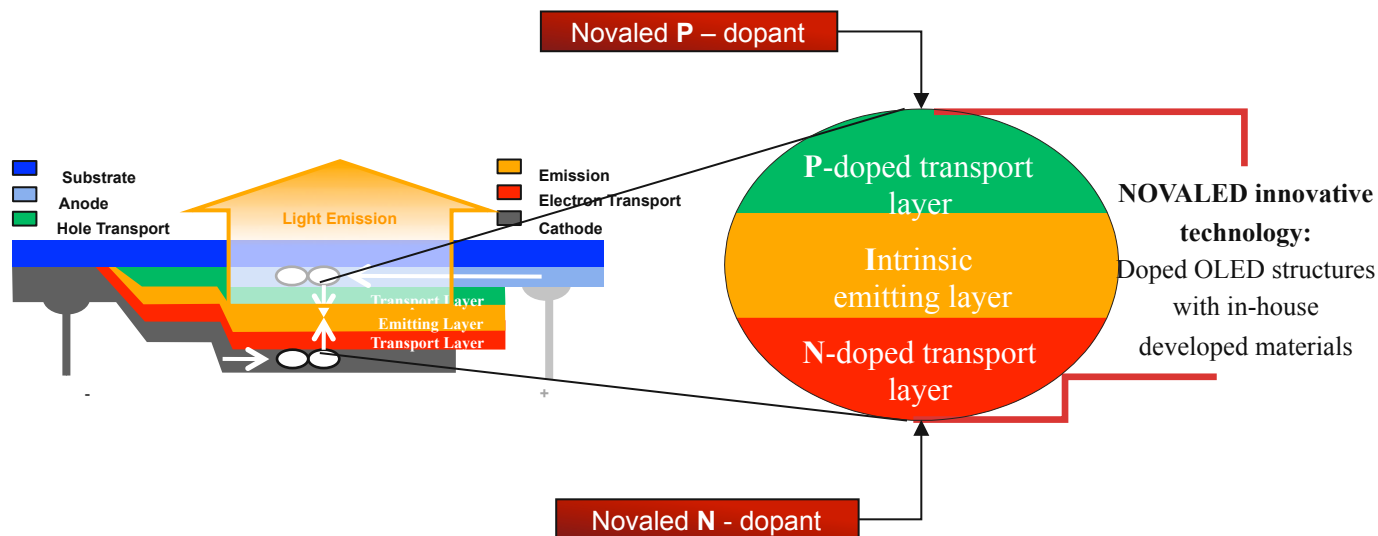 Novaled P – dopant
Substrate
Anode
Hole Transport
Emission
Electron Transport
Cathode
Light Emission
Transport Layer
Emitting Layer
Transport Layer
-
+
P-doped transport
layer
Intrinsic
emitting layer
N-doped transport
layer
NOVALED innovative
technology:
Doped OLED structures
with in-house
developed materials
Novaled N - dopant